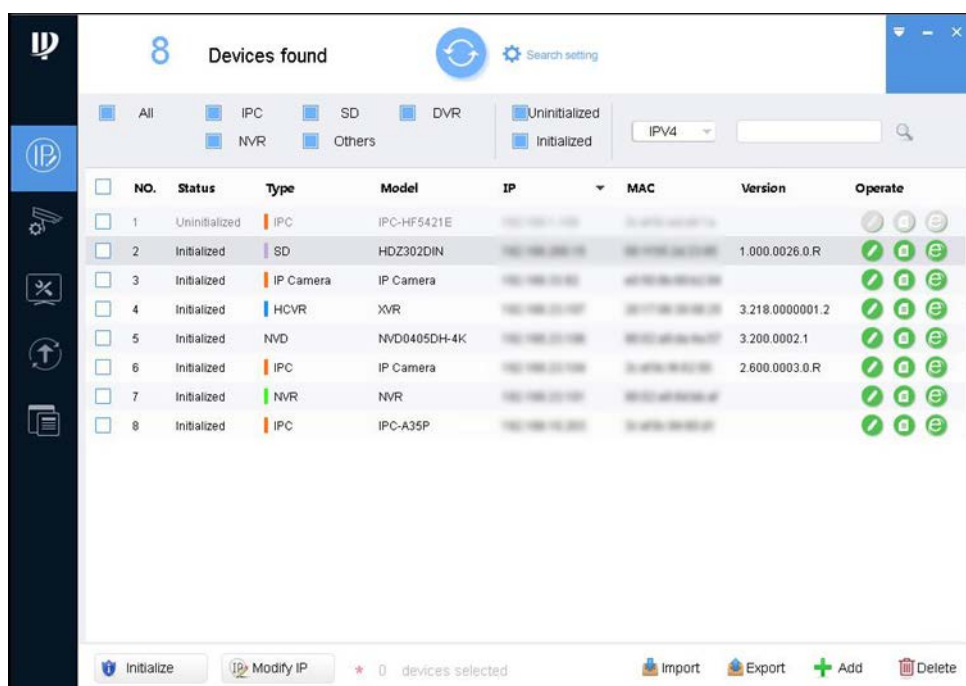 8 Devices found Search setting
All IPC SD DVR Uninitialized
NVR Others Initialized
IPV4
NO. Status Type Model IP MAC Version Operate
1 Uninitialized IPC IPC-HF5421E
2 Initialized SD HDZ302DIN 1.000.0026.0.R
3 Initialized IP Camera IP Camera
4 Initialized HCVR XVR 3.218.0000001.2
5 Initialized NVD NVD0405DH-4K 3.200.0002.1
6 Initialized IPC IP Camera 2.600.0003.0.R
7 Initialized NVR NVR
8 Initialized IPC IPC-A35P
Initialize Modify IP * 0 devices selected Import Export Add Delete